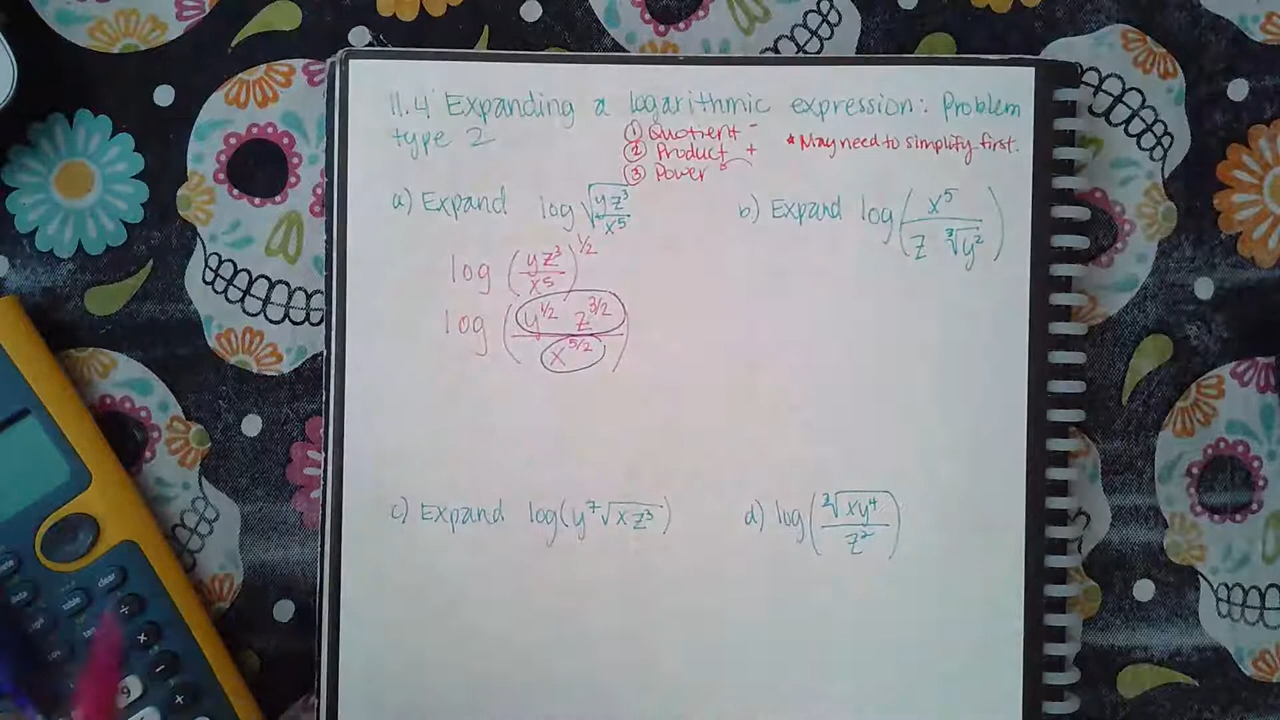 11.4 Expanding a logarithmic expression: Problem
type 2
① Quotient -
② Product +
③ Power
* May need to simplify first.
a) Expand log √(yz³/x⁵)
log (yz³/x⁵)^1/2
log (y^1/2 z^3/2 / x^5/2)
b) Expand log(x⁵/(z ∛y²))
c) Expand log(y⁷√xz³)
d) log(∛xy⁴/z²)
clear
table